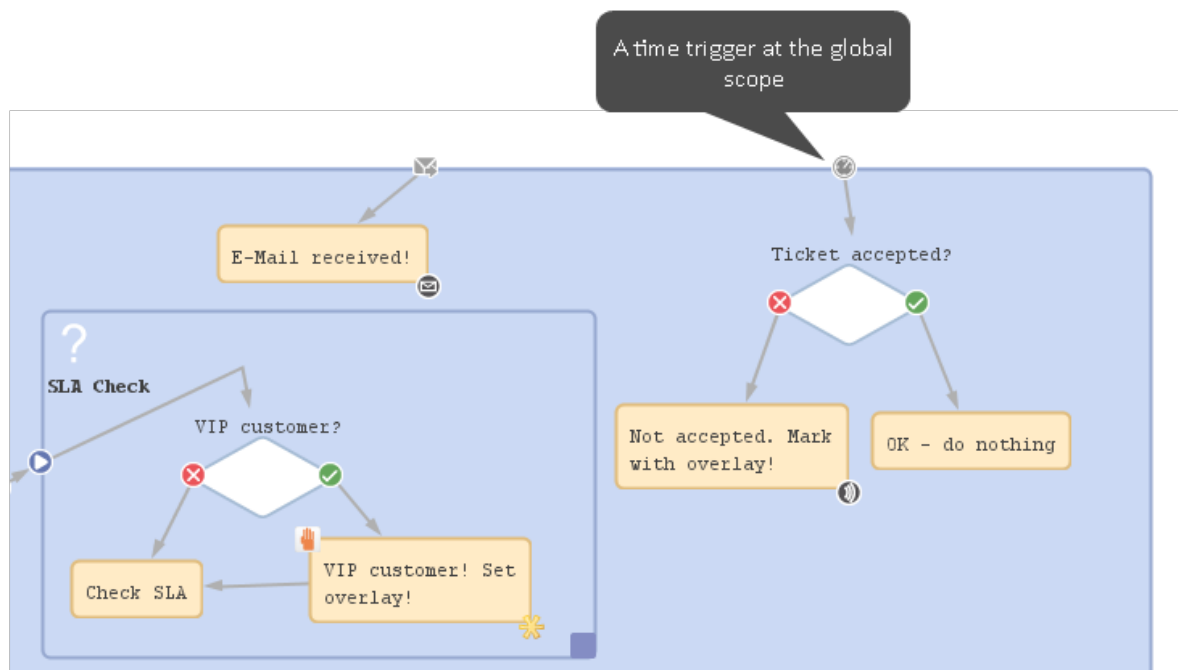 A time trigger at the global
scope
E-Mail received!
Ticket accepted?
SLA Check
VIP customer?
Not accepted. Mark
with overlay!
OK - do nothing
Check SLA
VIP customer! Set
overlay!